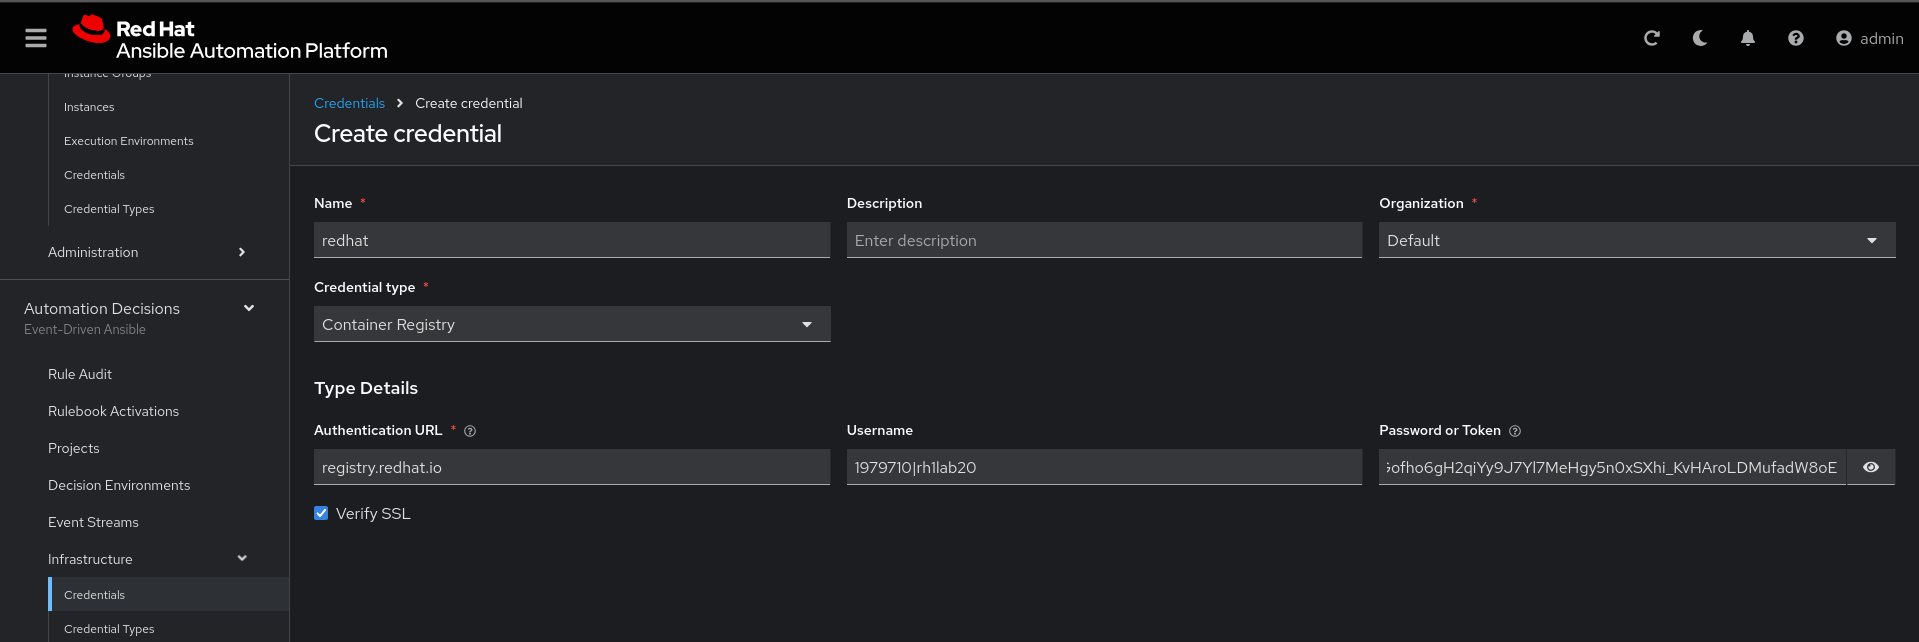 Red Hat
Ansible Automation Platform
admin
Instance Groups
Instances
Execution Environments
Credentials
Credential Types
Administration
Automation Decisions
Event-Driven Ansible
Rule Audit
Rulebook Activations
Projects
Decision Environments
Event Streams
Infrastructure
Credentials
Credential Types
Credentials > Create credential
Create credential
Name * Description Organization *
redhat Enter description Default
Credential type *
Container Registry
Type Details
Authentication URL * Username Password or Token
registry.redhat.io 1979710|rh1lab20
Verify SSL